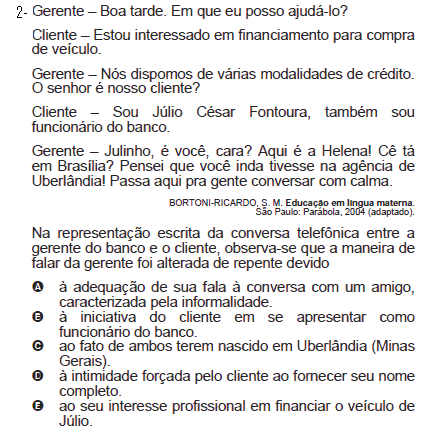 2- Gerente – Boa tarde. Em que eu posso ajudá-lo?
Cliente – Estou interessado em financiamento para compra
de veículo.
Gerente – Nós dispomos de várias modalidades de crédito.
O senhor é nosso cliente?
Cliente – Sou Júlio César Fontoura, também sou
funcionário do banco.
Gerente – Julinho, é você, cara? Aqui é a Helena! Cê tá
em Brasília? Pensei que você inda tivesse na agência de
Uberlândia! Passa aqui pra gente conversar com calma.
BORTONI-RICARDO, S. M. Educação em língua materna.
São Paulo: Parábola, 2004 (adaptado).
Na representação escrita da conversa telefônica entre a
gerente do banco e o cliente, observa-se que a maneira de
falar da gerente foi alterada de repente devido
A à adequação de sua fala à conversa com um amigo,
caracterizada pela informalidade.
B à iniciativa do cliente em se apresentar como
funcionário do banco.
C ao fato de ambos terem nascido em Uberlândia (Minas
Gerais).
D à intimidade forçada pelo cliente ao fornecer seu nome
completo.
E ao seu interesse profissional em financiar o veículo de
Júlio.